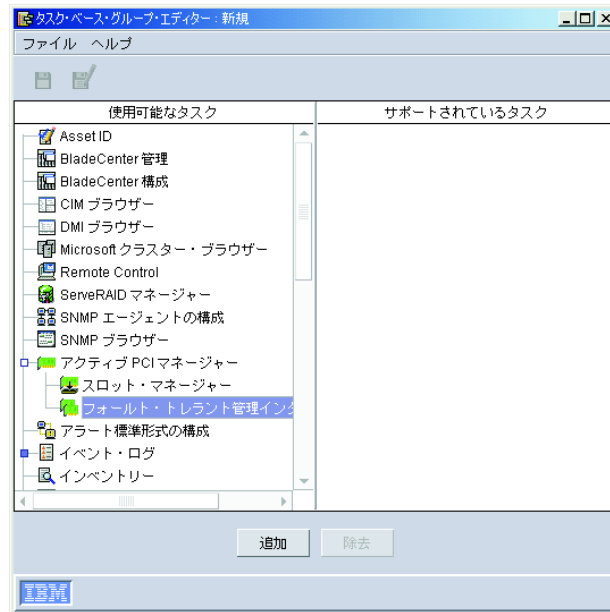 タスク・ベース・グループ・エディター : 新規
ファイル ヘルプ
使用可能なタスク
サポートされているタスク
Asset ID
BladeCenter 管理
BladeCenter 構成
CIM ブラウザー
DMI ブラウザー
Microsoft クラスター・ブラウザー
Remote Control
ServeRAID マネージャー
SNMP エージェントの構成
SNMP ブラウザー
アクティブ PCI マネージャー
スロット・マネージャー
フォールト・トレラント管理イン
アラート標準形式の構成
イベント・ログ
インベントリー
追加
除去
IBM